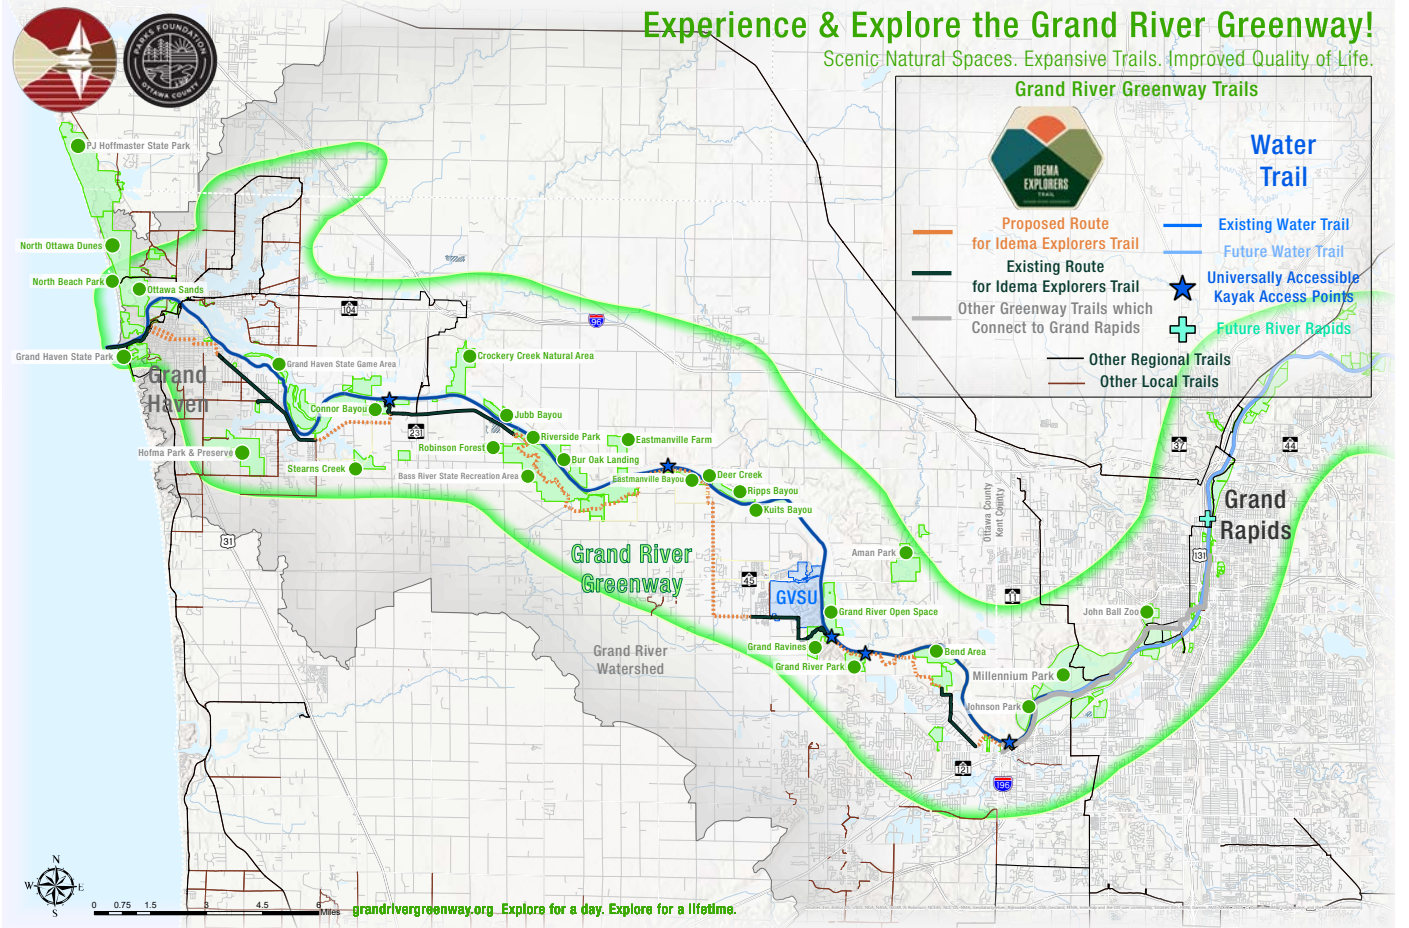 Experience & Explore the Grand River Greenway!
Scenic Natural Spaces. Expansive Trails. Improved Quality of Life.
PARKS FOUNDATION
OTTAWA COUNTY
Grand River Greenway Trails
IDEMA
EXPLORERS
TRAIL
Water
Trail
Proposed Route
for Idema Explorers Trail
Existing Route
for Idema Explorers Trail
Other Greenway Trails which
Connect to Grand Rapids
Existing Water Trail
Future Water Trail
Universally Accessible
Kayak Access Points
Future River Rapids
Other Regional Trails
Other Local Trails
PJ Hoffmaster State Park
North Ottawa Dunes
North Beach Park
Ottawa Sands
Grand Haven State Park
Grand
Haven
Grand Haven State Game Area
104
96
Crockery Creek Natural Area
Connor Bayou
231
Jubb Bayou
Riverside Park
Robinson Forest
Eastmanville Farm
Bur Oak Landing
Hofma Park & Preserve
Stearns Creek
Bass River State Recreation Area
Eastmanville Bayou
Deer Creek
Ripps Bayou
Kuits Bayou
37
44
Grand
Rapids
Ottawa County
Kent County
31
131
Grand River
Greenway
Aman Park
45
GVSU
11
Grand River Open Space
John Ball Zoo
Grand River
Watershed
Grand Ravines
Grand River Park
Bend Area
Millennium Park
Johnson Park
121
196
N
W
E
S
0 0.75 1.5 3 4.5 6
Miles
grandrivergreenway.org Explore for a day. Explore for a lifetime.